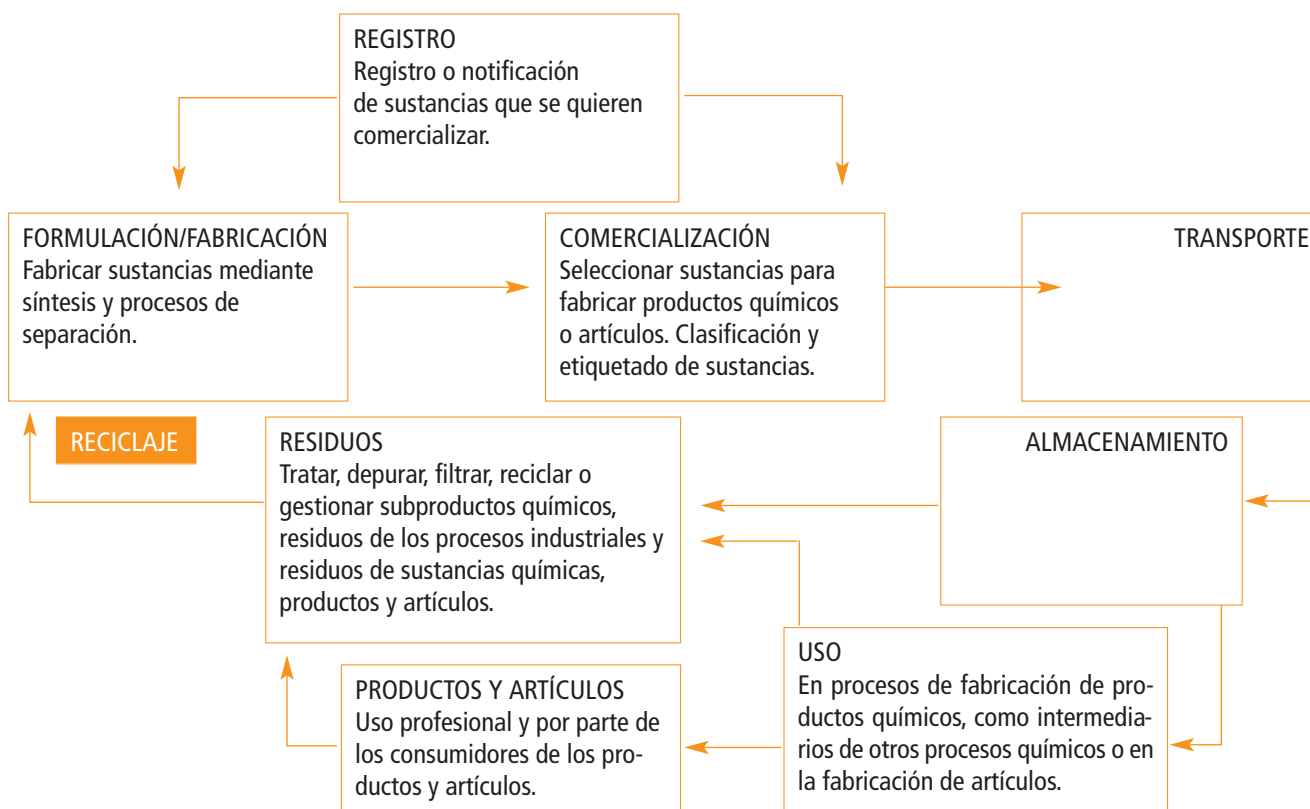 REGISTRO
Registro o notificación
de sustancias que se quieren
comercializar.
FORMULACIÓN/FABRICACIÓN
Fabricar sustancias mediante
síntesis y procesos de
separación.
COMERCIALIZACIÓN
Seleccionar sustancias para
fabricar productos químicos
o artículos. Clasificación y
etiquetado de sustancias.
TRANSPORTE
RECICLAJE
RESIDUOS
Tratar, depurar, filtrar, reciclar o
gestionar subproductos químicos,
residuos de los procesos industriales y
residuos de sustancias químicas,
productos y artículos.
ALMACENAMIENTO
USO
En procesos de fabricación de pro-
ductos químicos, como intermedia-
rios de otros procesos químicos o en
la fabricación de artículos.
PRODUCTOS Y ARTÍCULOS
Uso profesional y por parte de
los consumidores de los pro-
ductos y artículos.